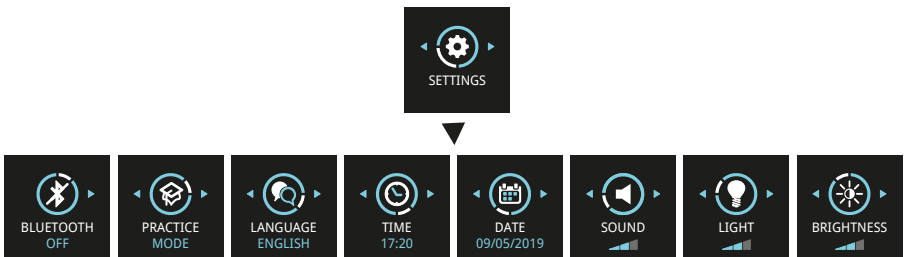 SETTINGS
BLUETOOTH
OFF
PRACTICE
MODE
LANGUAGE
ENGLISH
TIME
17:20
DATE
09/05/2019
SOUND
LIGHT
BRIGHTNESS